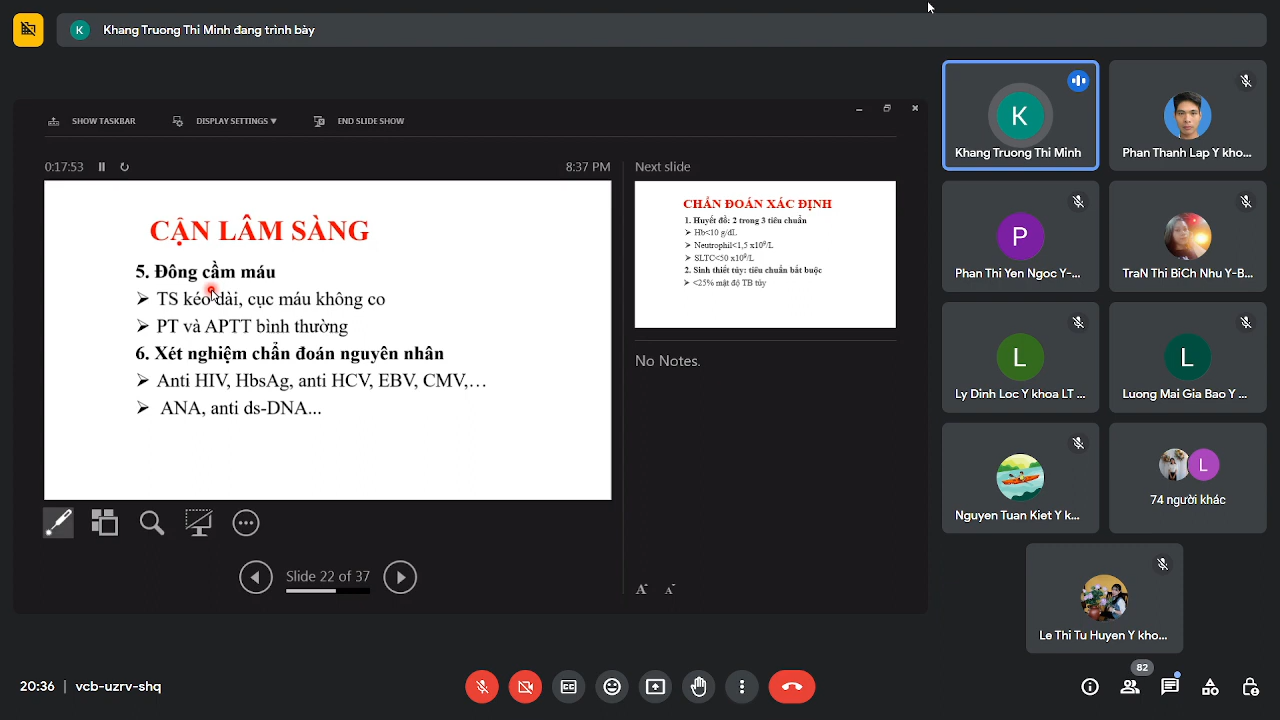 K
Khang Truong Thi Minh đang trình bày
SHOW TASKBAR
DISPLAY SETTINGS ▼
END SLIDE SHOW
0:17:53
8:37 PM
CẬN LÂM SÀNG
5. Đông cầm máu
➢ TS kéo dài, cục máu không co
➢ PT và APTT bình thường
6. Xét nghiệm chẩn đoán nguyên nhân
➢ Anti HIV, HbsAg, anti HCV, EBV, CMV,…
➢ ANA, anti ds-DNA...
Slide 22 of 37
Next slide
CHẨN ĐOÁN XÁC ĐỊNH
1. Huyết đồ: 2 trong 3 tiêu chuẩn
➢ Hb<10 g/dL
➢ Neutrophil<1,5 x10⁹/L
➢ SLTC<50 x10⁹/L
2. Sinh thiết tủy: tiêu chuẩn bắt buộc
➢ <25% mật độ TB tủy
No Notes.
A A
K
Khang Truong Thi Minh
Phan Thanh Lap Y kho...
P
Phan Thi Yen Ngoc Y-...
TraN Thi BiCh Nhu Y-B...
L
Ly Dinh Loc Y khoa LT ...
L
Luong Mai Gia Bao Y ...
Nguyen Tuan Kiet Y k...
L
74 người khác
Le Thi Tu Huyen Y kho...
20:36 | vcb-uzrv-shq
82